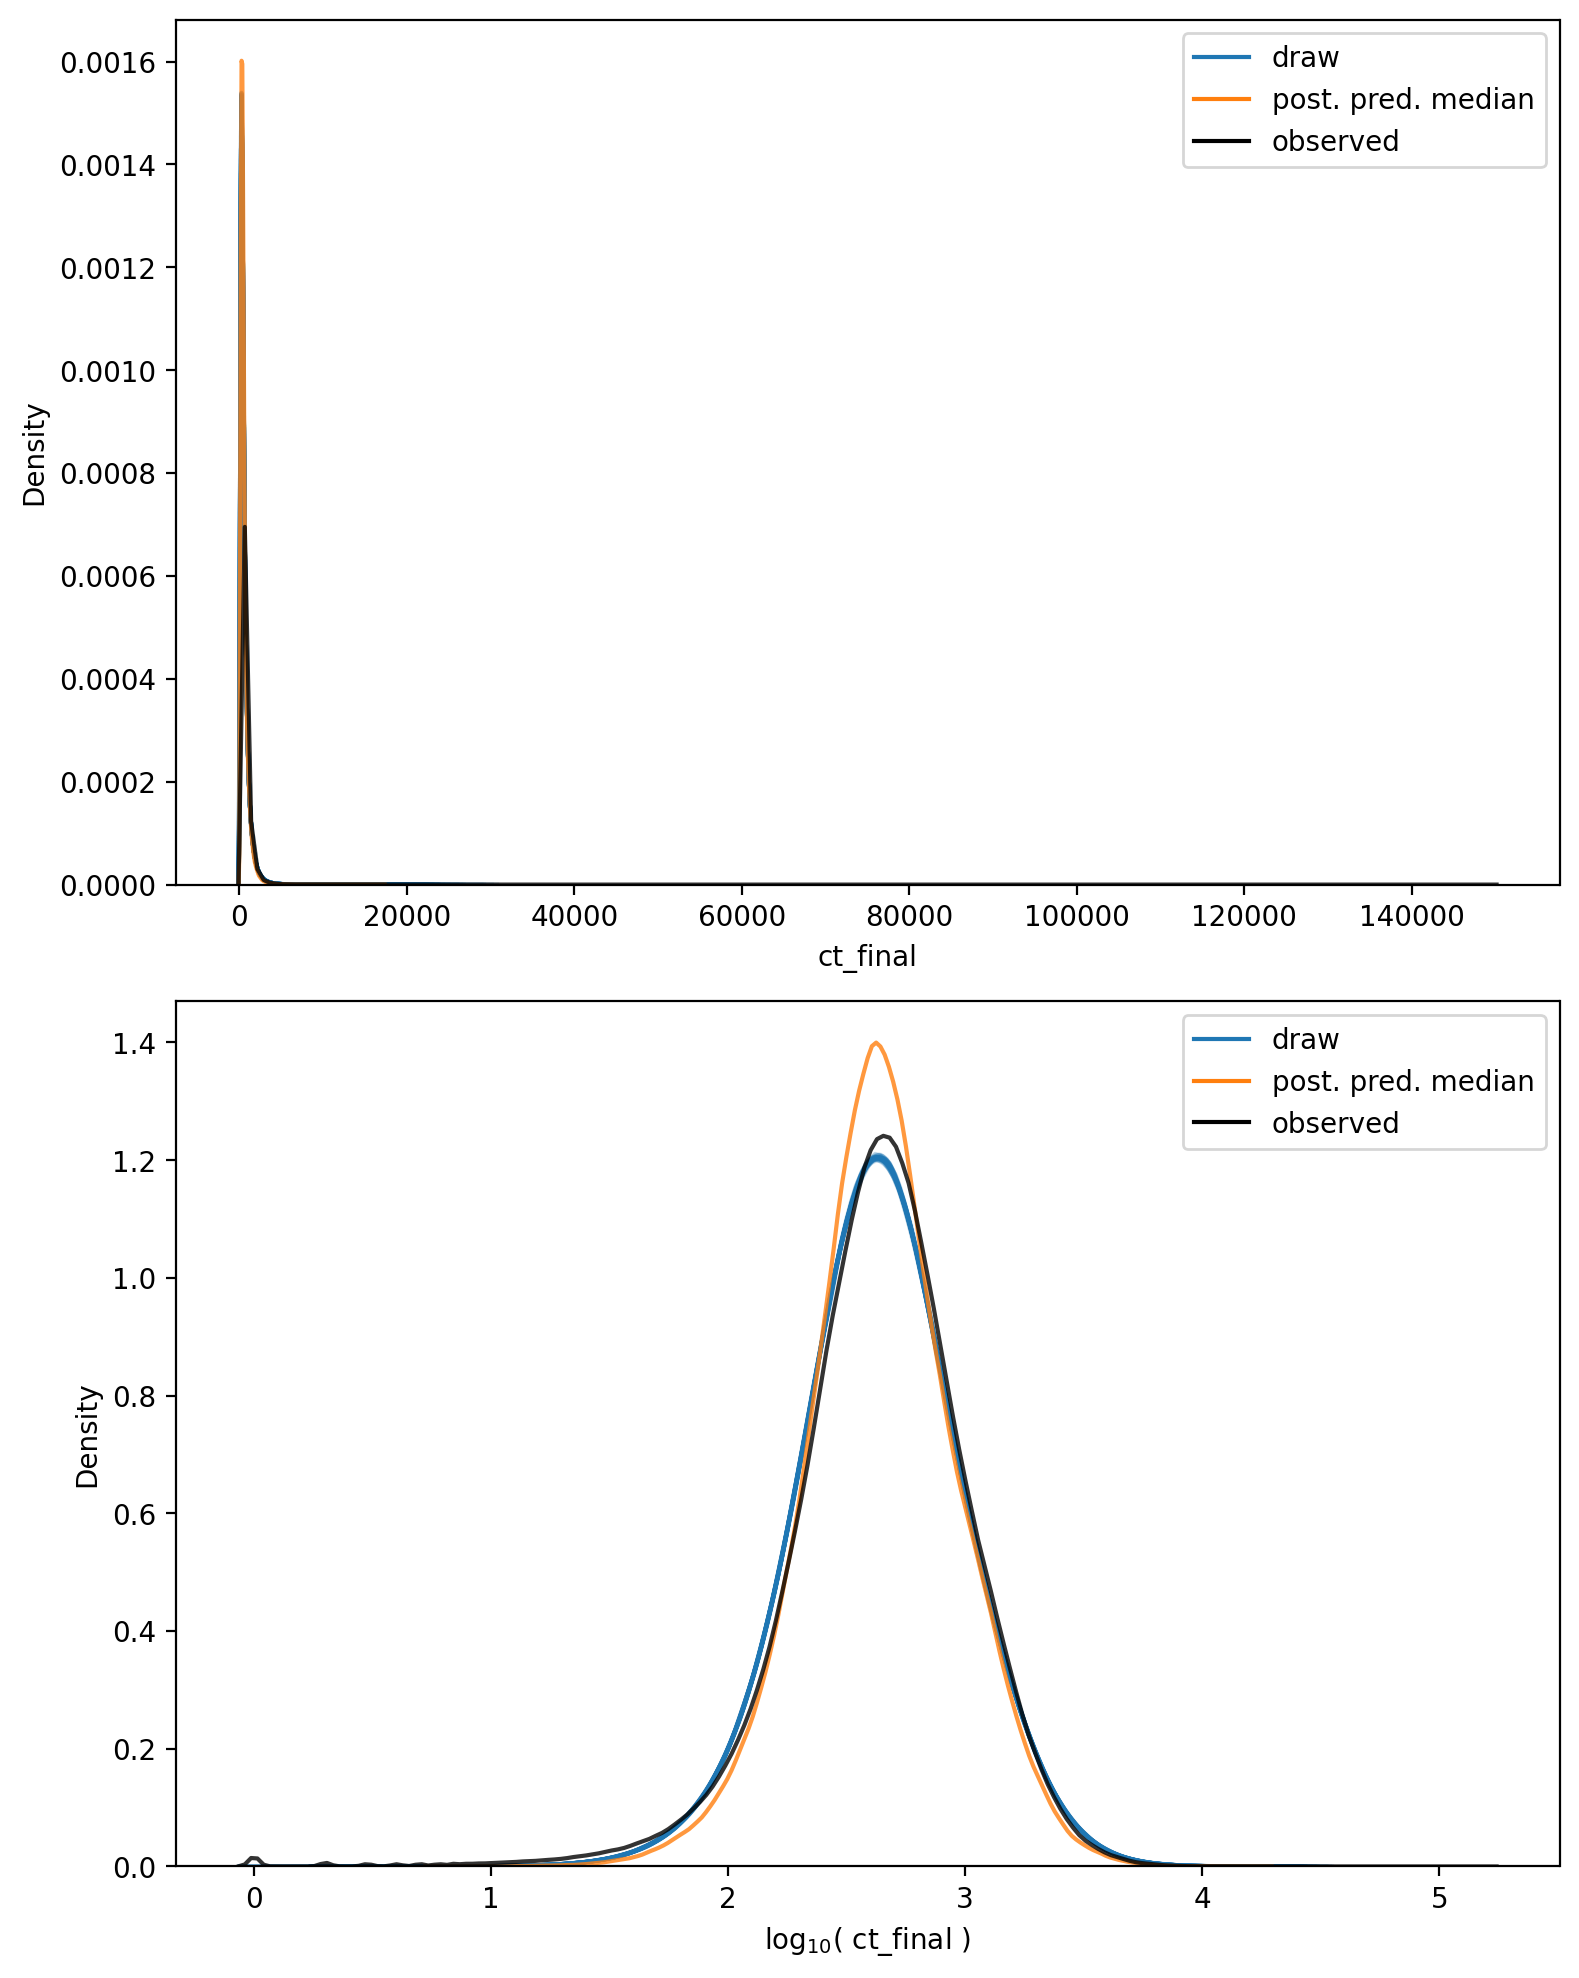 draw
post. pred. median
observed
0.0016
0.0014
0.0012
0.0010
0.0008
0.0006
0.0004
0.0002
0.0000
Density
0 20000 40000 60000 80000 100000 120000 140000
ct_final
draw
post. pred. median
observed
1.4
1.2
1.0
0.8
0.6
0.4
0.2
0.0
Density
0 1 2 3 4 5
log₁₀( ct_final )